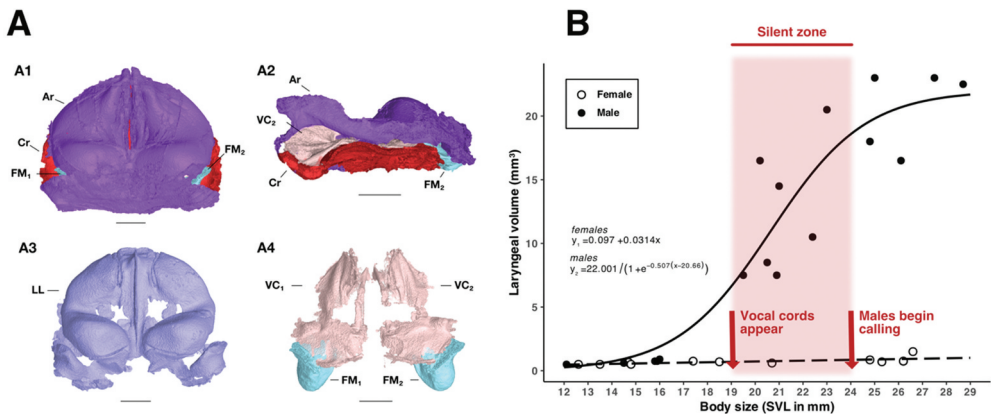 A
A1
Ar
Cr
FM₁
FM₂
A2
Ar
VC₂
Cr
FM₂
A3
LL
A4
VC₁
VC₂
FM₁
FM₂
B
Silent zone
Female
Male
Laryngeal volume (mm³)
20
15
10
5
0
females
y₁=0.097 +0.0314x
males
y₂=22.001/(1+e^-0.507(x-20.66))
Vocal cords
appear
Males begin
calling
12 13 14 15 16 17 18 19 20 21 22 23 24 25 26 27 28 29
Body size (SVL in mm)